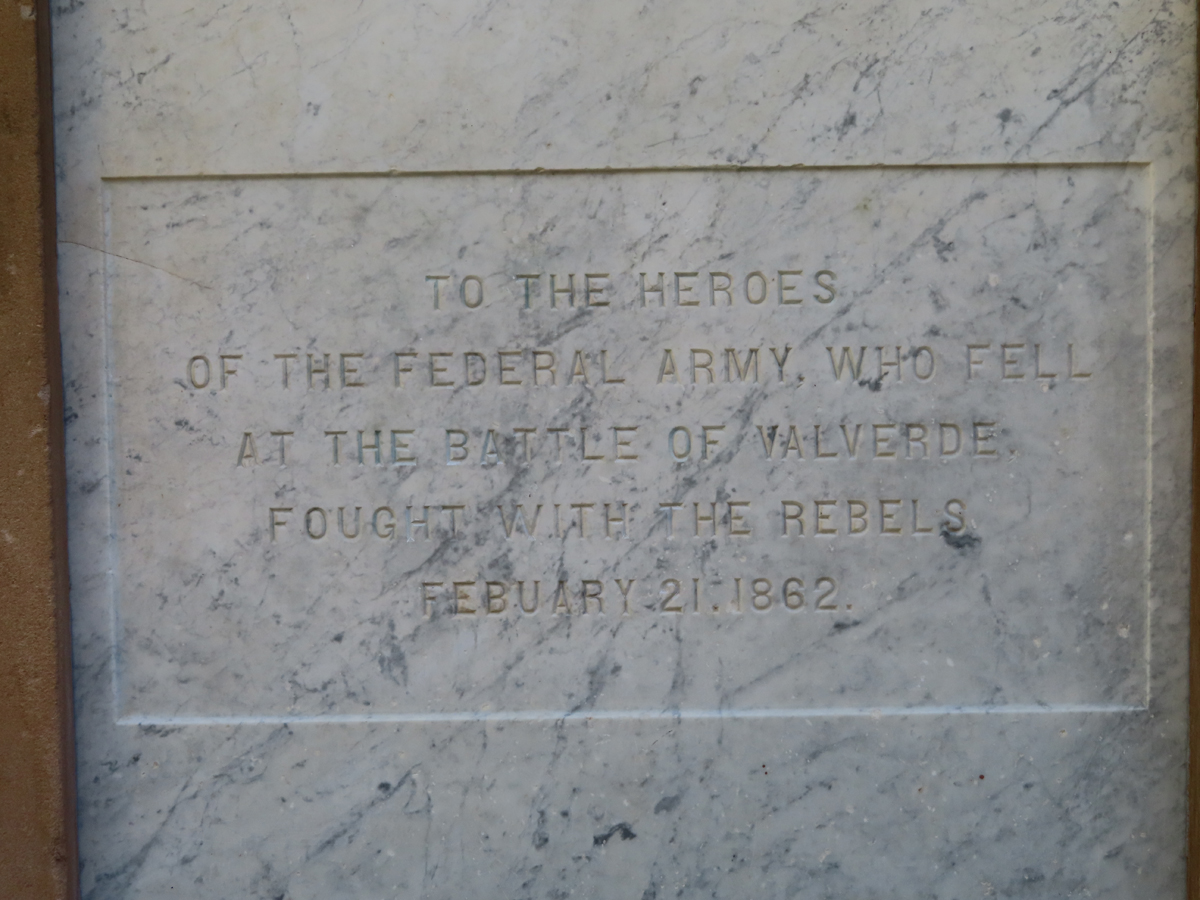 TO THE HEROES
OF THE FEDERAL ARMY, WHO FELL
AT THE BATTLE OF VALVERDE,
FOUGHT WITH THE REBELS
FEBUARY 21. 1862.